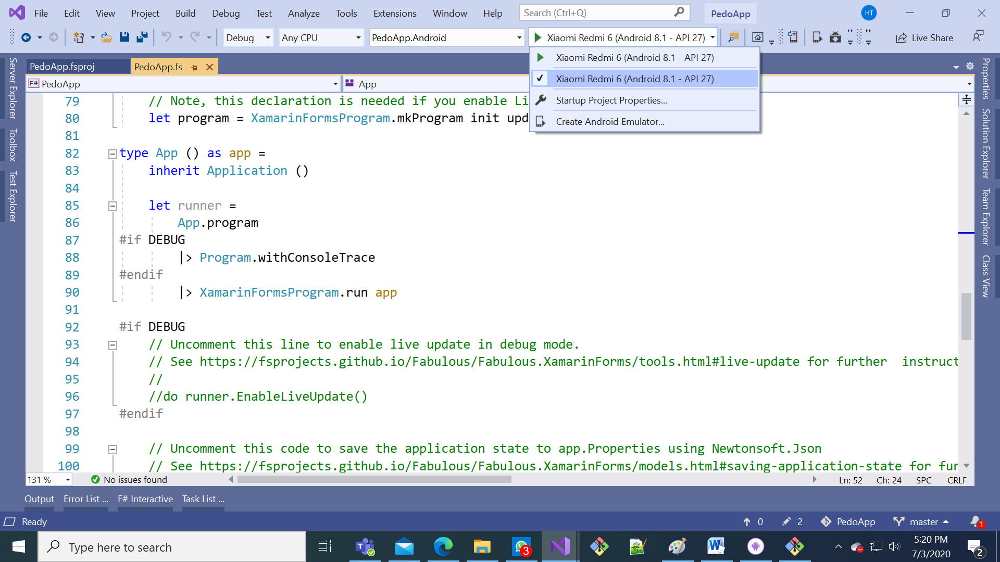 File Edit View Project Build Debug Test Analyze Tools Extensions Window Help Search (Ctrl+Q) PedoApp HT
Debug Any CPU PedoApp.Android Xiaomi Redmi 6 (Android 8.1 - API 27) Live Share
Xiaomi Redmi 6 (Android 8.1 - API 27)
Xiaomi Redmi 6 (Android 8.1 - API 27)
Startup Project Properties...
Create Android Emulator...
Server Explorer
Toolbox
Test Explorer
PedoApp.fsproj PedoApp.fs
F# PedoApp App
79 // Note, this declaration is needed if you enable Li
80 let program = XamarinFormsProgram.mkProgram init upd
81
82 type App () as app =
83 inherit Application ()
84
85 let runner =
86 App.program
87 #if DEBUG
88 |> Program.withConsoleTrace
89 #endif
90 |> XamarinFormsProgram.run app
91
92 #if DEBUG
93 // Uncomment this line to enable live update in debug mode.
94 // See https://fsprojects.github.io/Fabulous/Fabulous.XamarinForms/tools.html#live-update for further  instruct
95 //
96 //do runner.EnableLiveUpdate()
97 #endif
98
99 // Uncomment this code to save the application state to app.Properties using Newtonsoft.Json
100 // See https://fsprojects.github.io/Fabulous/Fabulous.XamarinForms/models.html#saving-application-state for fur
Properties
Solution Explorer
Team Explorer
Class View
131 % No issues found Ln: 52 Ch: 24 SPC CRLF
Output Error List ... F# Interactive Task List ...
Ready 0 2 PedoApp master 1
Type here to search 3 5:20 PM
7/3/2020 2